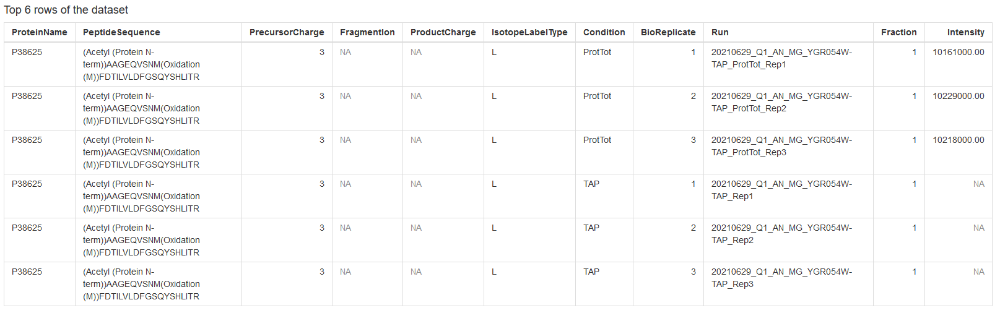 Top 6 rows of the dataset
ProteinName PeptideSequence PrecursorCharge FragmentIon ProductCharge IsotopeLabelType Condition BioReplicate Run Fraction Intensity
P38625 (Acetyl (Protein N- 3 NA NA L ProtTot 1 20210629_Q1_AN_MG_YGR054W- 1 10161000.00
term))AAGEQVSNM(Oxidation TAP_ProtTot_Rep1
(M))FDTILVLDFGSQYSHLITR
P38625 (Acetyl (Protein N- 3 NA NA L ProtTot 2 20210629_Q1_AN_MG_YGR054W- 1 10229000.00
term))AAGEQVSNM(Oxidation TAP_ProtTot_Rep2
(M))FDTILVLDFGSQYSHLITR
P38625 (Acetyl (Protein N- 3 NA NA L ProtTot 3 20210629_Q1_AN_MG_YGR054W- 1 10218000.00
term))AAGEQVSNM(Oxidation TAP_ProtTot_Rep3
(M))FDTILVLDFGSQYSHLITR
P38625 (Acetyl (Protein N- 3 NA NA L TAP 1 20210629_Q1_AN_MG_YGR054W- 1 NA
term))AAGEQVSNM(Oxidation TAP_Rep1
(M))FDTILVLDFGSQYSHLITR
P38625 (Acetyl (Protein N- 3 NA NA L TAP 2 20210629_Q1_AN_MG_YGR054W- 1 NA
term))AAGEQVSNM(Oxidation TAP_Rep2
(M))FDTILVLDFGSQYSHLITR
P38625 (Acetyl (Protein N- 3 NA NA L TAP 3 20210629_Q1_AN_MG_YGR054W- 1 NA
term))AAGEQVSNM(Oxidation TAP_Rep3
(M))FDTILVLDFGSQYSHLITR